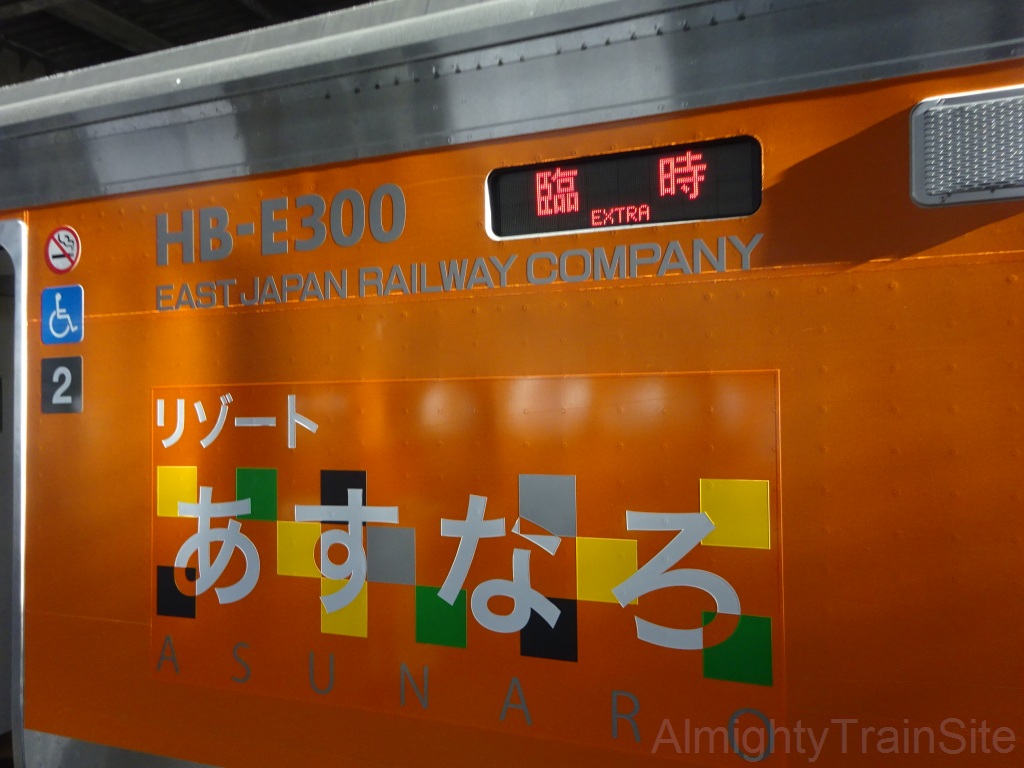 臨 時
EXTRA
HB-E300
EAST JAPAN RAILWAY COMPANY
2
リゾート
あすなろ
ASUNARO
AlmightyTrainSite